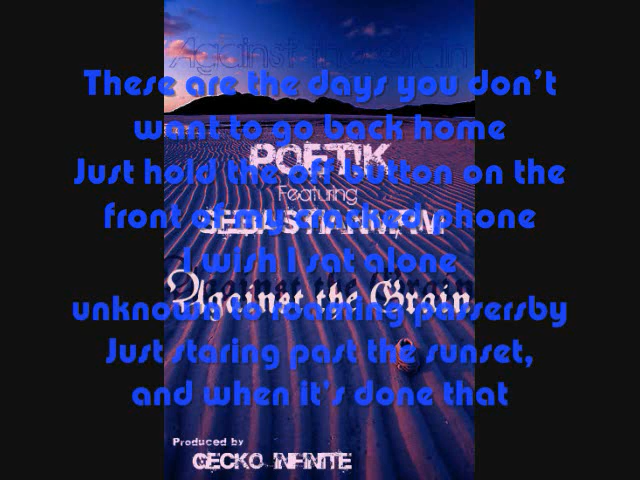 Against the Grain
These are the days you don't
want to go back home
POETIK
Just hold the off button on the
Featuring
front of my cracked phone
I wish I sat alone
Against the Grain
unknown to roaming passersby
Just staring past the sunset,
and when it's done that
Produced by
GECKO INFINITE